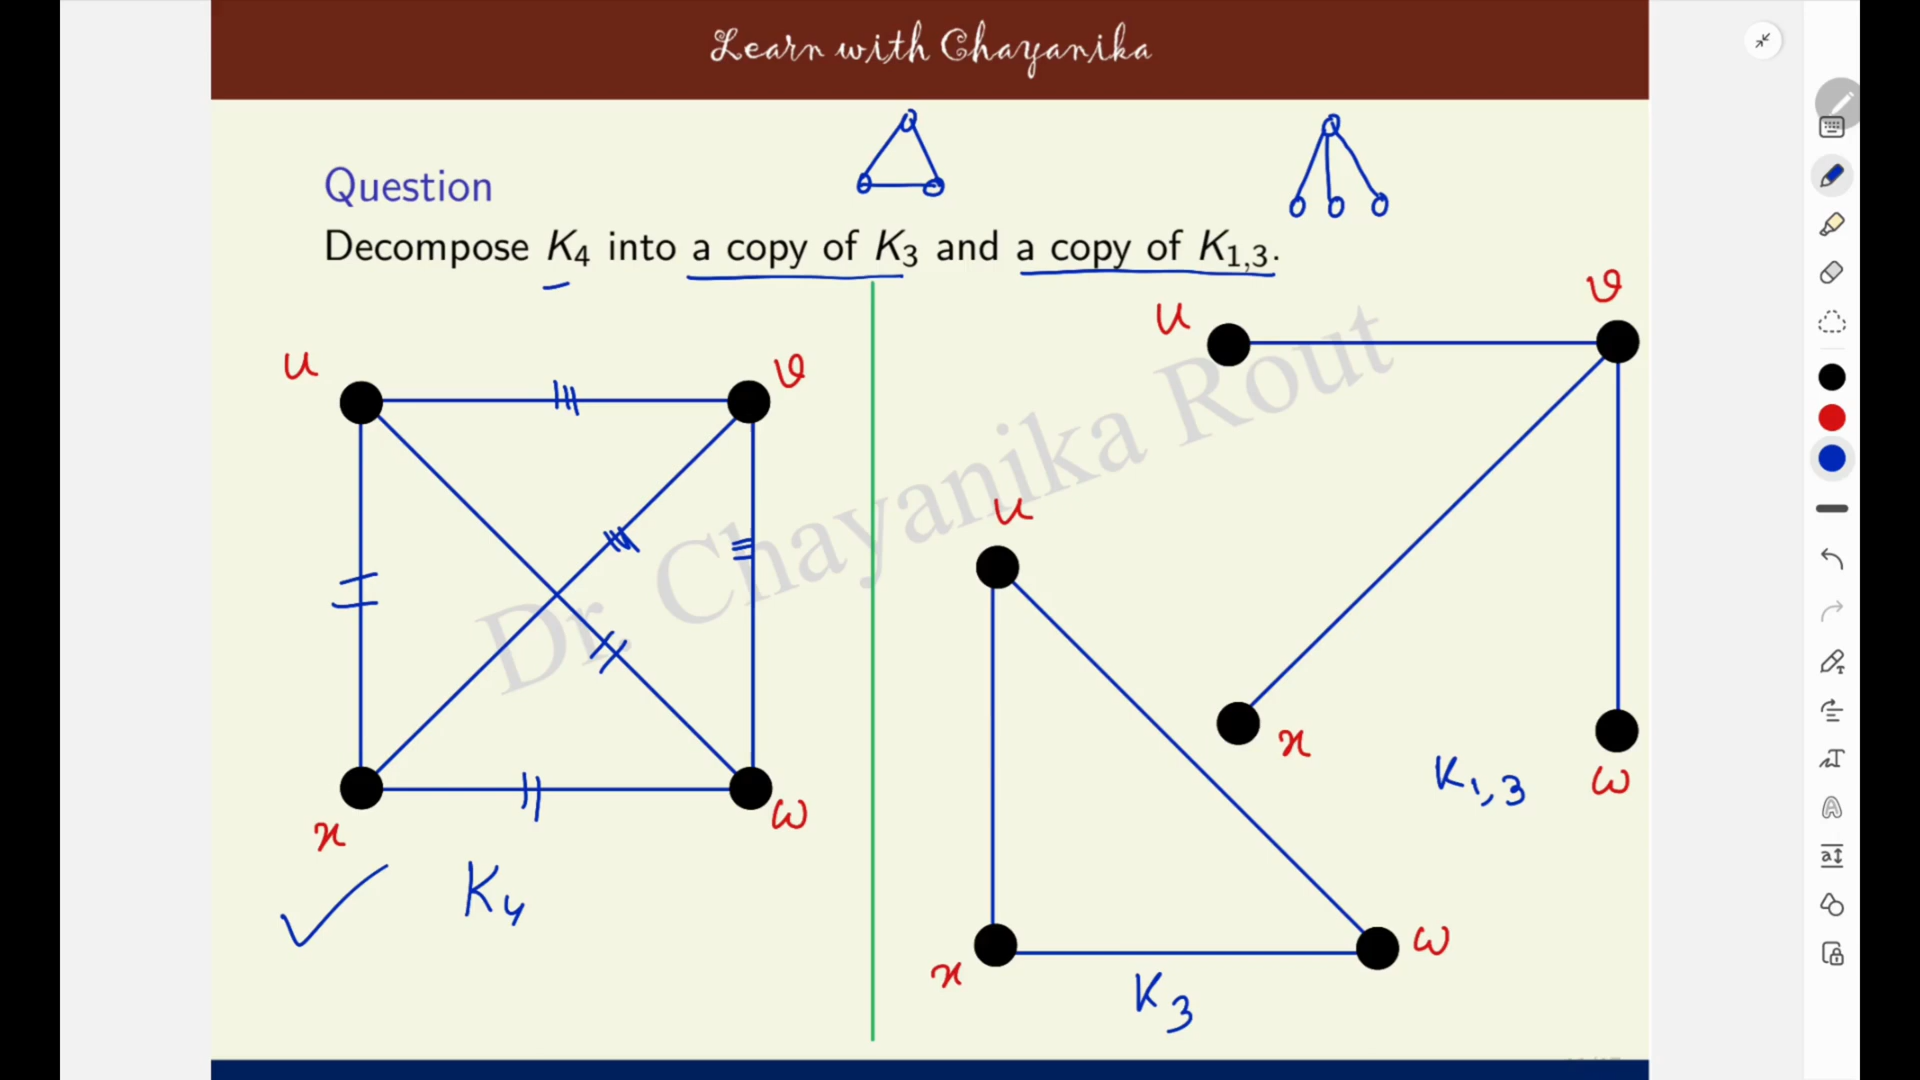 Learn with Chayanika
Question
Decompose K4 into a copy of K3 and a copy of K1,3.
u
v
u
v
u
x
w
K1,3
x
w
K4
x
w
K3
Dr. Chayanika Rout